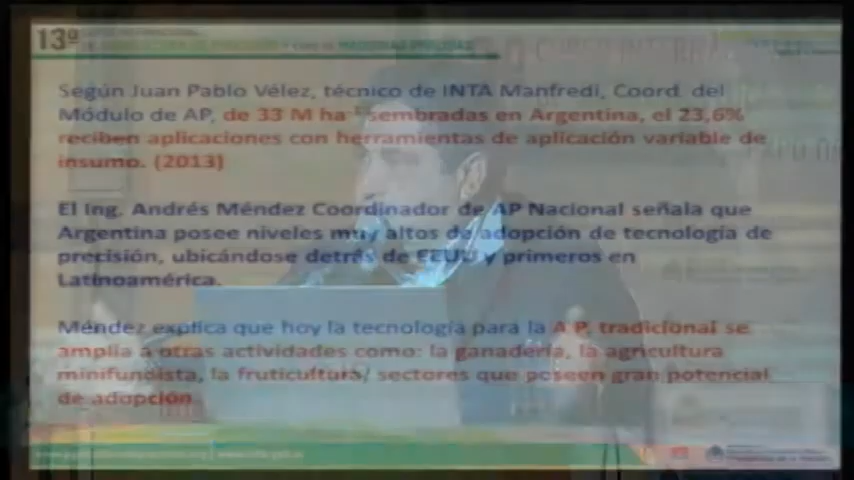 13º
Según Juan Pablo Vélez, técnico de INTA Manfredi, Coord. del
Módulo de AP, de 33 M ha sembradas en Argentina, el 23,6%
reciben aplicaciones con herramientas de aplicación variable de
insumo. (2013)
El Ing. Andrés Méndez Coordinador de AP Nacional señala que
Argentina posee niveles muy altos de adopción de tecnología de
precisión, ubicándose detrás de EEUU y primeros en
Latinoamérica.
Méndez explica que hoy la tecnología para la A.P. tradicional se
amplia a otras actividades como: la ganadería, la agricultura
minifundista, la fruticultura/ sectores que poseen gran potencial
de adopción